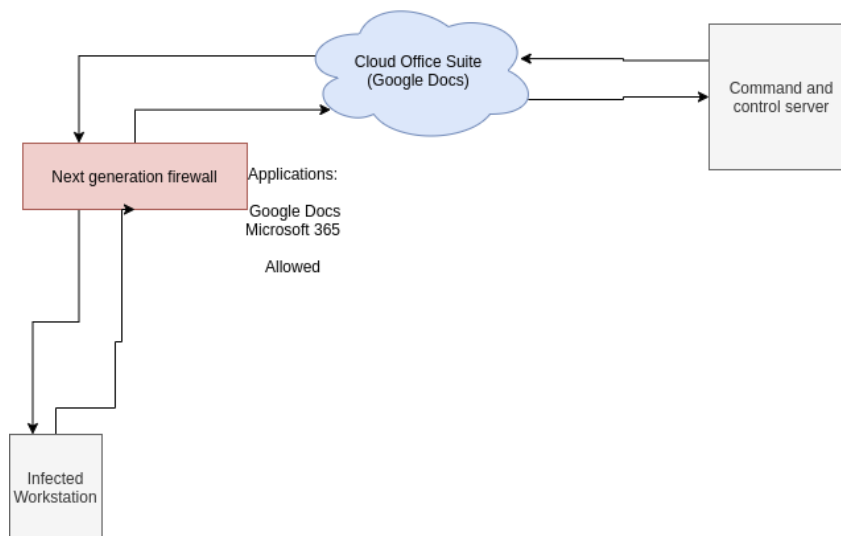 Cloud Office Suite
(Google Docs)
Command and
control server
Next generation firewall
Applications:
Google Docs
Microsoft 365
Allowed
Infected
Workstation